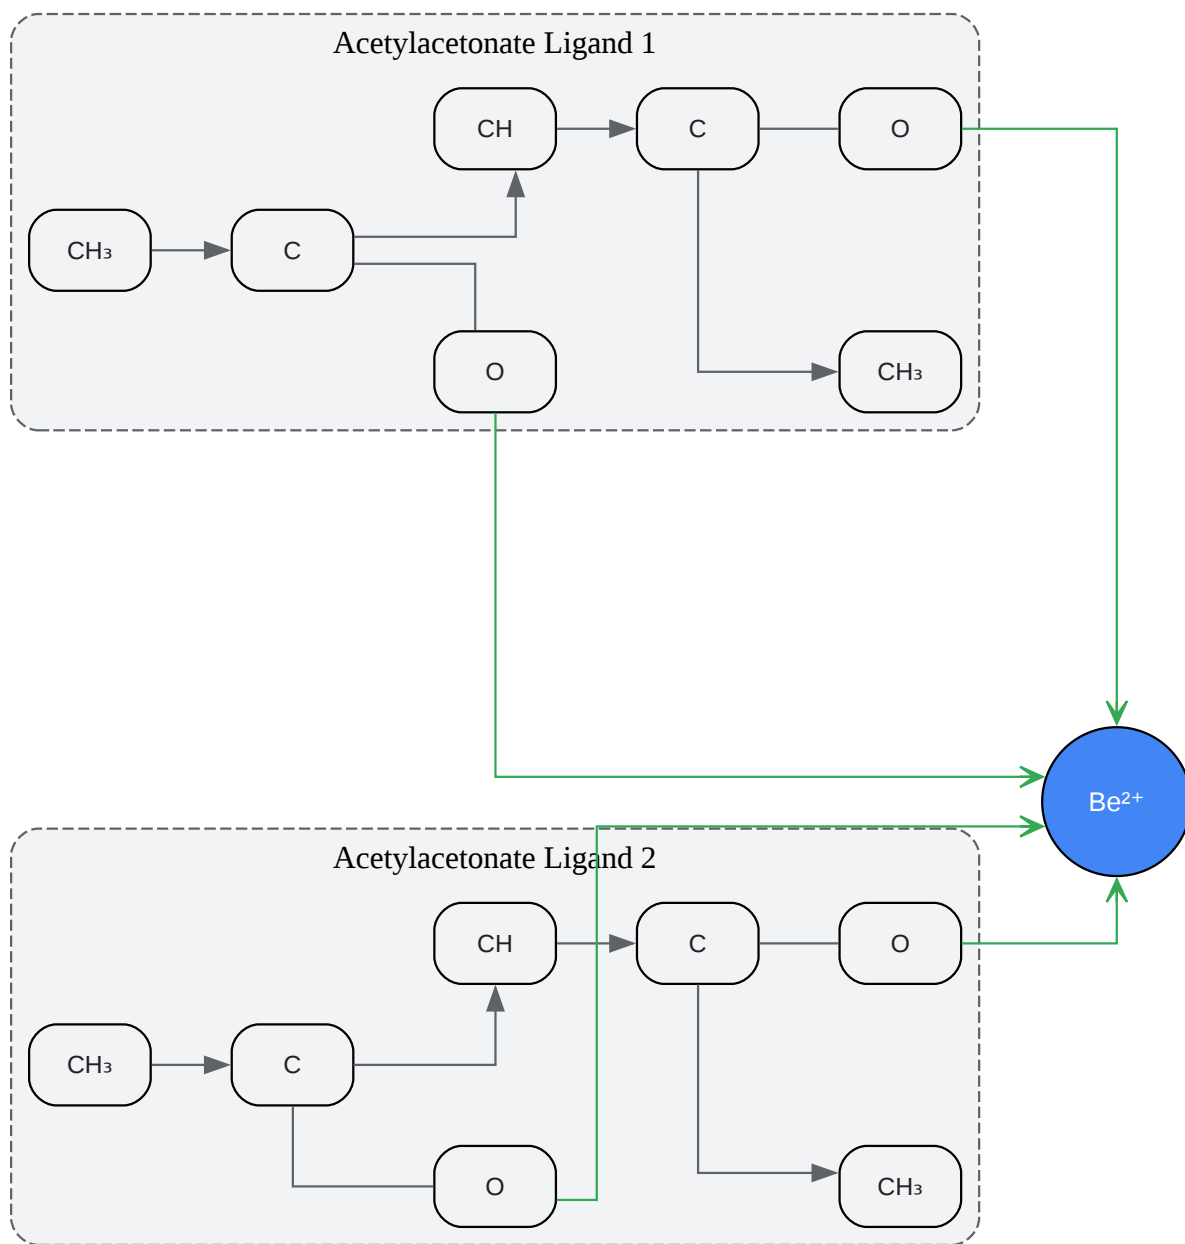 Acetylacetonate Ligand 1
CH
C
O
CH₃
C
O
CH₃
Be²⁺
Acetylacetonate Ligand 2
CH
C
O
CH₃
C
O
CH₃